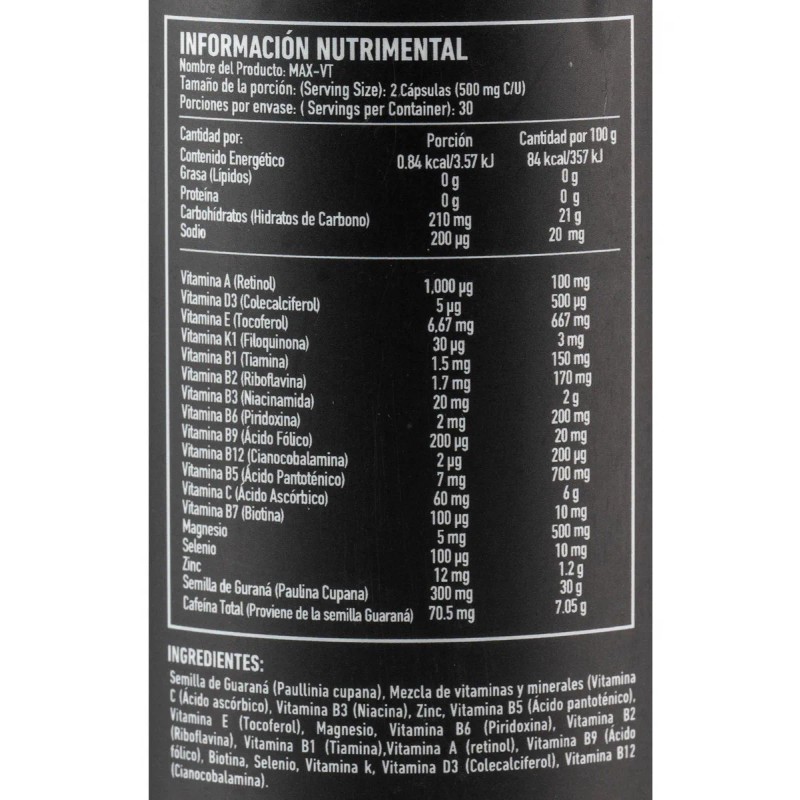 INFORMACIÓN NUTRIMENTAL
Nombre del Producto: MAX-VT
Tamaño de la porción: (Serving Size): 2 Cápsulas (500 mg C/U)
Porciones por envase: ( Servings per Container): 30
Cantidad por: Porción Cantidad por 100 g
Contenido Energético 0.84 kcal/3.57 kJ 84 kcal/357 kJ
Grasa (Lípidos) 0 g 0 g
Proteína 0 g 0 g
Carbohidratos (Hidratos de Carbono) 210 mg 21 g
Sodio 200 µg 20 mg
Vitamina A (Retinol) 1,000 µg 100 mg
Vitamina D3 (Colecalciferol) 5 µg 500 µg
Vitamina E (Tocoferol) 6,67 mg 667 mg
Vitamina K1 (Filoquinona) 30 µg 3 mg
Vitamina B1 (Tiamina) 1.5 mg 150 mg
Vitamina B2 (Riboflavina) 1.7 mg 170 mg
Vitamina B3 (Niacinamida) 20 mg 2 g
Vitamina B6 (Piridoxina) 2 mg 200 mg
Vitamina B9 (Ácido Fólico) 200 µg 20 mg
Vitamina B12 (Cianocobalamina) 2 µg 200 µg
Vitamina B5 (Ácido Pantoténico) 7 mg 700 mg
Vitamina C (Ácido Ascórbico) 60 mg 6 g
Vitamina B7 (Biotina) 100 µg 10 mg
Magnesio 5 mg 500 mg
Selenio 100 µg 10 mg
Zinc 12 mg 1.2 g
Semilla de Guraná (Paulina Cupana) 300 mg 30 g
Cafeína Total (Proviene de la semilla Guaraná) 70.5 mg 7.05 g
INGREDIENTES:
Semilla de Guaraná (Paullinia cupana), Mezcla de vitaminas y minerales (Vitamina
C (Ácido ascórbico), Vitamina B3 (Niacina), Zinc, Vitamina B5 (Ácido pantoténico),
Vitamina E (Tocoferol), Magnesio, Vitamina B6 (Piridoxina), Vitamina B2
(Riboflavina), Vitamina B1 (Tiamina),Vitamina A (retinol), Vitamina B9 (Ácido
fólico), Biotina, Selenio, Vitamina k, Vitamina D3 (Colecalciferol), Vitamina B12
(Cianocobalamina).